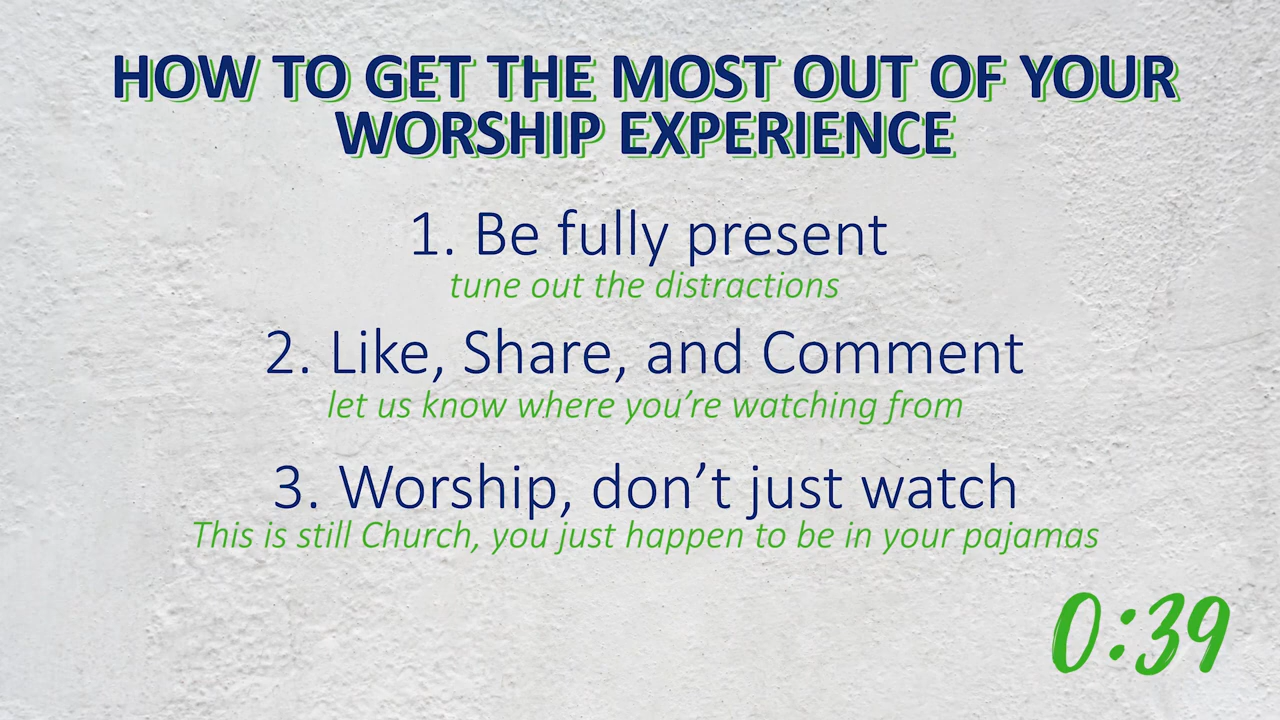 HOW TO GET THE MOST OUT OF YOUR
WORSHIP EXPERIENCE
1. Be fully present
tune out the distractions
2. Like, Share, and Comment
let us know where you’re watching from
3. Worship, don’t just watch
This is still Church, you just happen to be in your pajamas
0:39